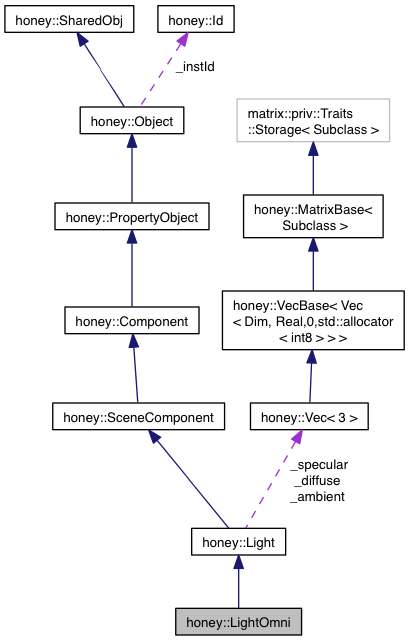 honey::SharedObj
honey::Id
_instId
honey::Object
matrix::priv::Traits
::Storage< Subclass >
honey::PropertyObject
honey::MatrixBase<
Subclass >
honey::Component
honey::VecBase< Vec
< Dim, Real,0,std::allocator
< int8 > > >
honey::SceneComponent
honey::Vec< 3 >
_specular
_diffuse
_ambient
honey::Light
honey::LightOmni